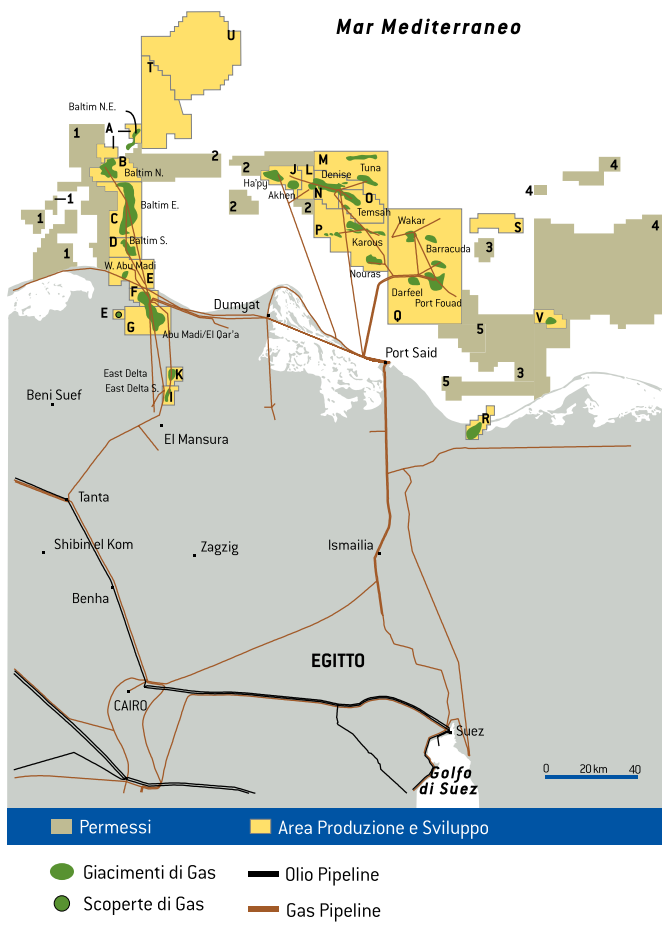 Mar Mediterraneo
U
T
Baltim N.E.
A
1
B
2
Baltim N.
1
Baltim E.
1
C
D
Baltim S.
1
W. Abu Madi
E
F
E
G
Abu Madi/El Qar'a
2
Ha'py
J
L
Akhen
M
Denise
Tuna
N
O
2
2
Temsah
P
Karous
Nouras
Wakar
Barracuda
Darfeel
Port Fouad
Q
4
4
S
3
4
5
V
3
5
R
Dumyat
Port Said
East Delta
K
East Delta S.
I
Beni Suef
El Mansura
Tanta
Shibin el Kom
Zagzig
Ismailia
Benha
EGITTO
CAIRO
Suez
Golfo
di Suez
0 20 km 40
Permessi
Area Produzione e Sviluppo
Giacimenti di Gas
Olio Pipeline
Scoperte di Gas
Gas Pipeline